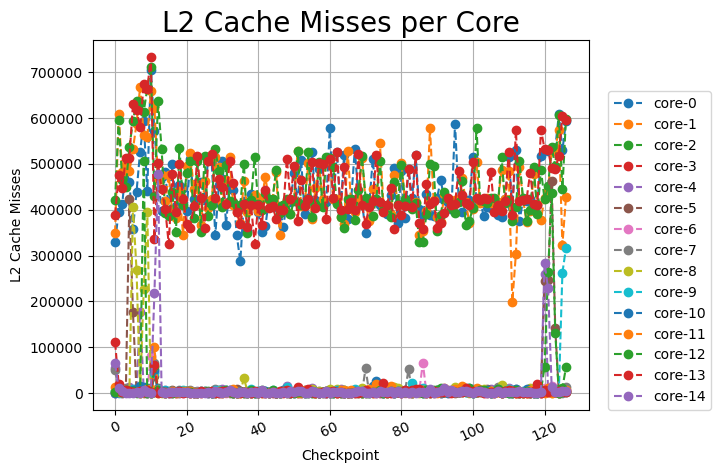 L2 Cache Misses per Core
L2 Cache Misses
700000
600000
500000
400000
300000
200000
100000
0
0
20
40
60
80
100
120
Checkpoint
core-0
core-1
core-2
core-3
core-4
core-5
core-6
core-7
core-8
core-9
core-10
core-11
core-12
core-13
core-14